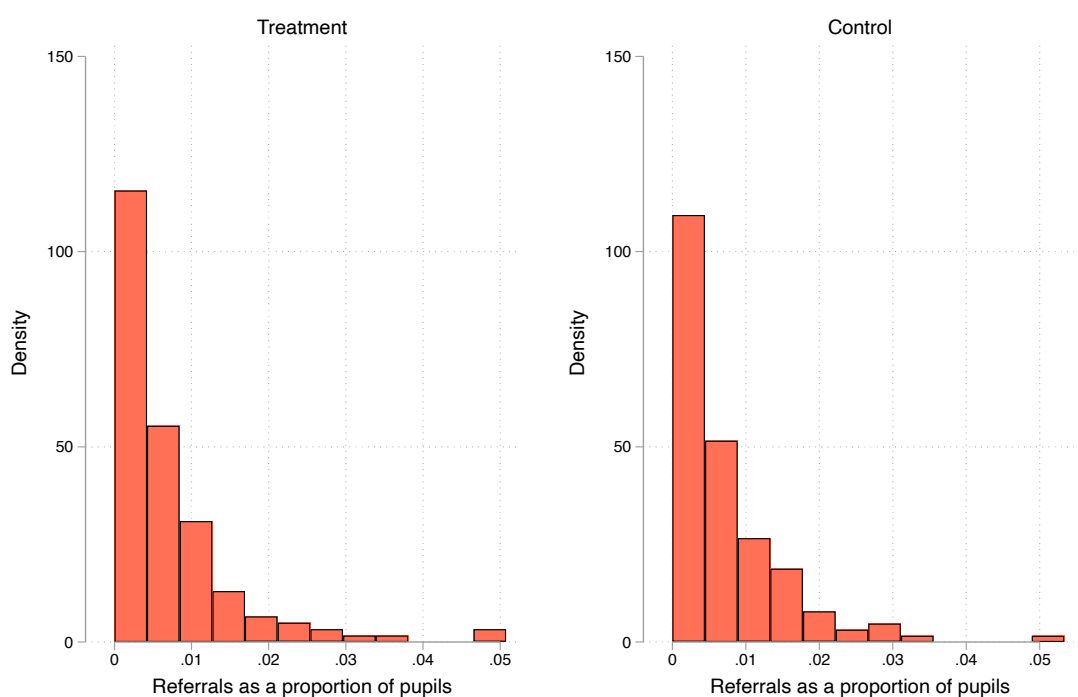 Treatment
150
100
50
0
Density
0 .01 .02 .03 .04 .05
Referrals as a proportion of pupils
Control
150
100
50
0
Density
0 .01 .02 .03 .04 .05
Referrals as a proportion of pupils